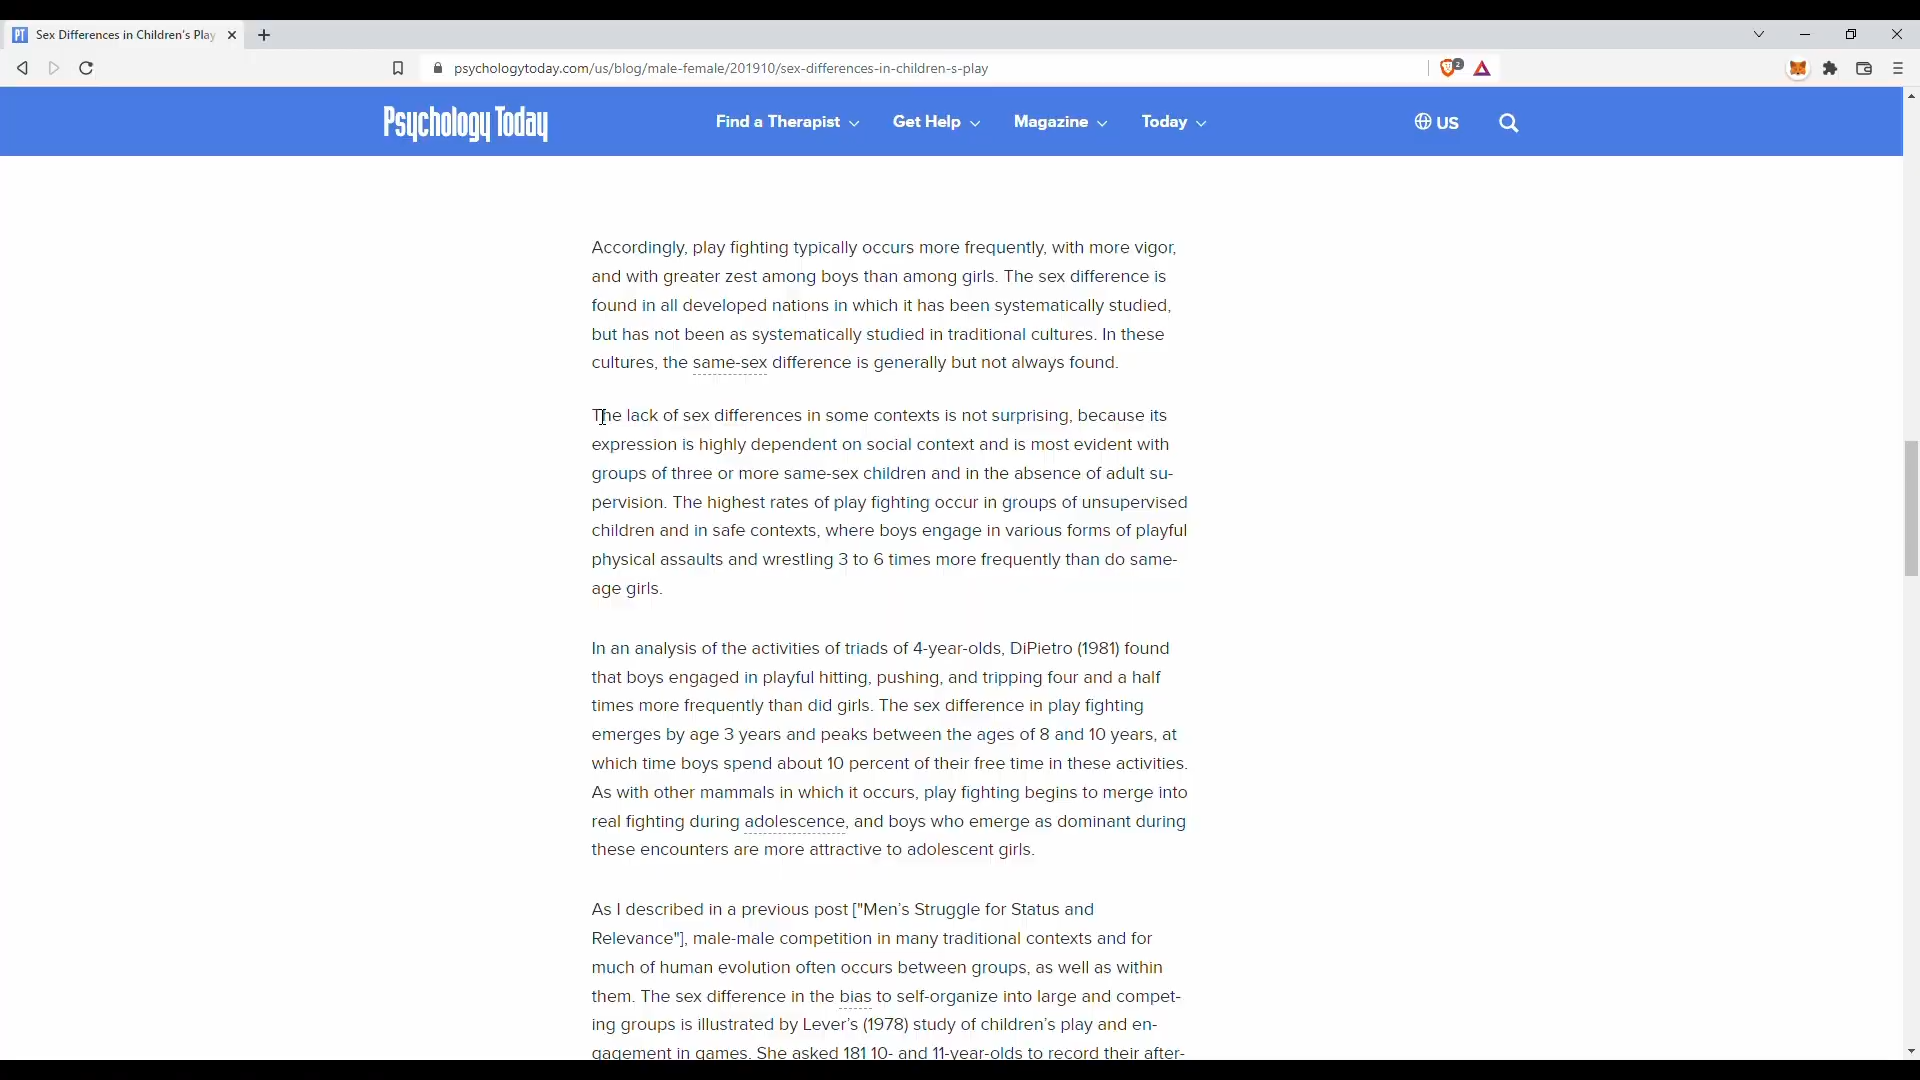 Sex Differences in Children's Play
psychologytoday.com/us/blog/male-female/201910/sex-differences-in-children-s-play
2
Psychology Today
Find a Therapist
Get Help
Magazine
Today
US
Accordingly, play fighting typically occurs more frequently, with more vigor,
and with greater zest among boys than among girls. The sex difference is
found in all developed nations in which it has been systematically studied,
but has not been as systematically studied in traditional cultures. In these
cultures, the same-sex difference is generally but not always found.
The lack of sex differences in some contexts is not surprising, because its
expression is highly dependent on social context and is most evident with
groups of three or more same-sex children and in the absence of adult su-
pervision. The highest rates of play fighting occur in groups of unsupervised
children and in safe contexts, where boys engage in various forms of playful
physical assaults and wrestling 3 to 6 times more frequently than do same-
age girls.
In an analysis of the activities of triads of 4-year-olds, DiPietro (1981) found
that boys engaged in playful hitting, pushing, and tripping four and a half
times more frequently than did girls. The sex difference in play fighting
emerges by age 3 years and peaks between the ages of 8 and 10 years, at
which time boys spend about 10 percent of their free time in these activities.
As with other mammals in which it occurs, play fighting begins to merge into
real fighting during adolescence, and boys who emerge as dominant during
these encounters are more attractive to adolescent girls.
As I described in a previous post ["Men's Struggle for Status and
Relevance"], male-male competition in many traditional contexts and for
much of human evolution often occurs between groups, as well as within
them. The sex difference in the bias to self-organize into large and compet-
ing groups is illustrated by Lever's (1978) study of children's play and en-
gagement in games. She asked 181 10- and 11-year-olds to record their after-